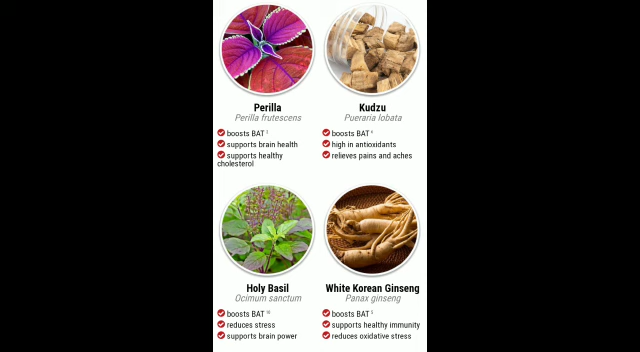 Perilla
Perilla frutescens
boosts BAT
supports brain health
supports healthy
cholesterol
Kudzu
Pueraria lobata
boosts BAT
high in antioxidants
relieves pains and aches
Holy Basil
Ocimum sanctum
boosts BAT 10
reduces stress
supports brain power
White Korean Ginseng
Panax ginseng
boosts BAT 5
supports healthy immunity
reduces oxidative stress